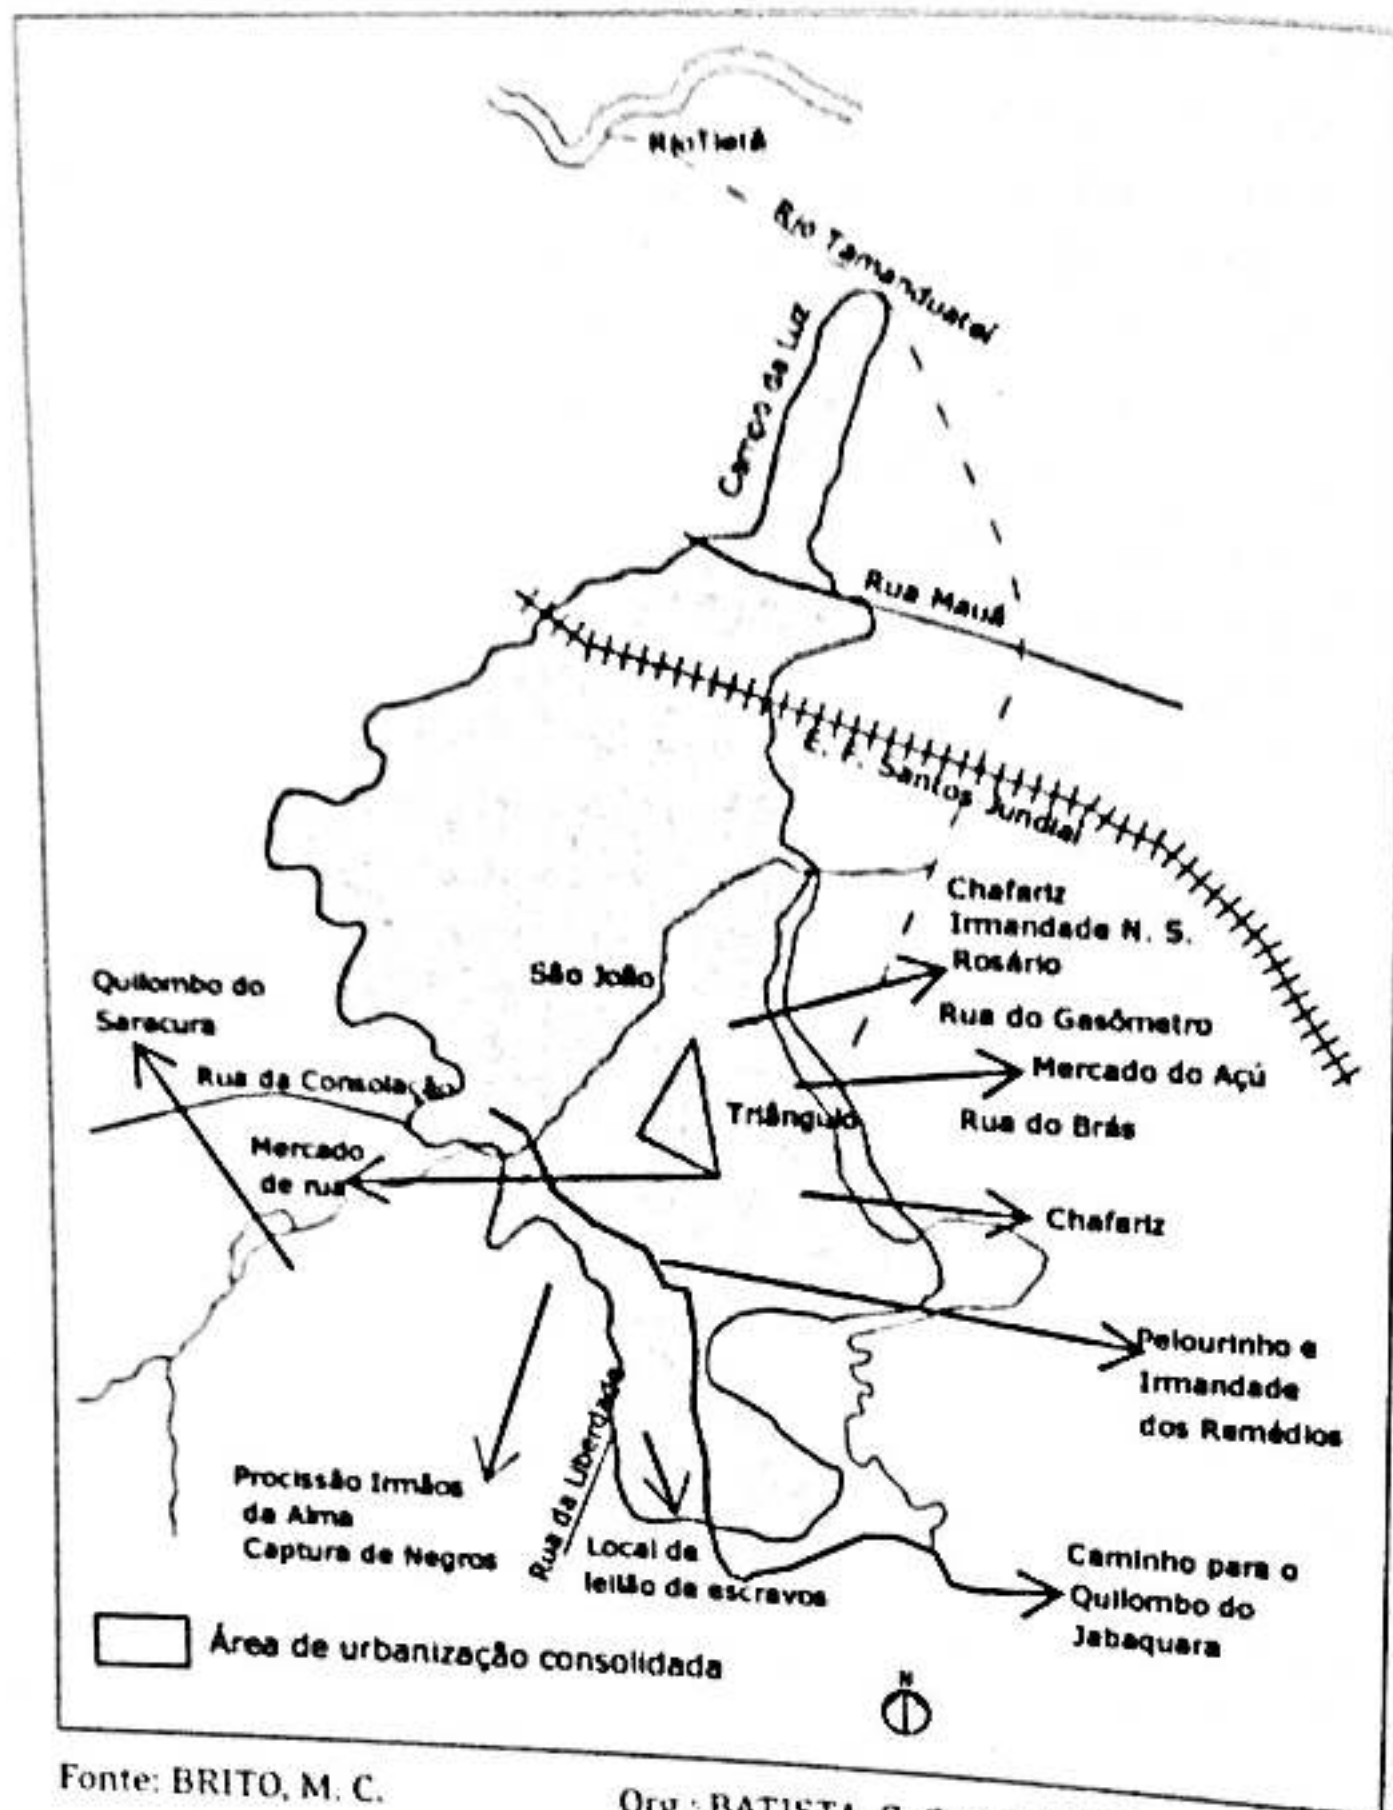 Rio Tamanduateí
Campo da Luz
Rua Mauá
E. F. Santos Jundiaí
Chafariz
Irmandade N. S.
Rosário
São João
Quilombo do
Saracura
Rua do Gasômetro
Rua da Consolação
Mercado do Açú
Triângulo
Rua do Brás
Mercado
de rua
Chafariz
Pelourinho e
Irmandade
dos Remédios
Procissão Irmãos
da Alma
Captura de Negros
Rua da Liberdade
Local de
leilão de escravos
Caminho para o
Quilombo do
Jabaquara
Área de urbanização consolidada
N
Fonte: BRITO, M. C.
Org.: BATISTA,